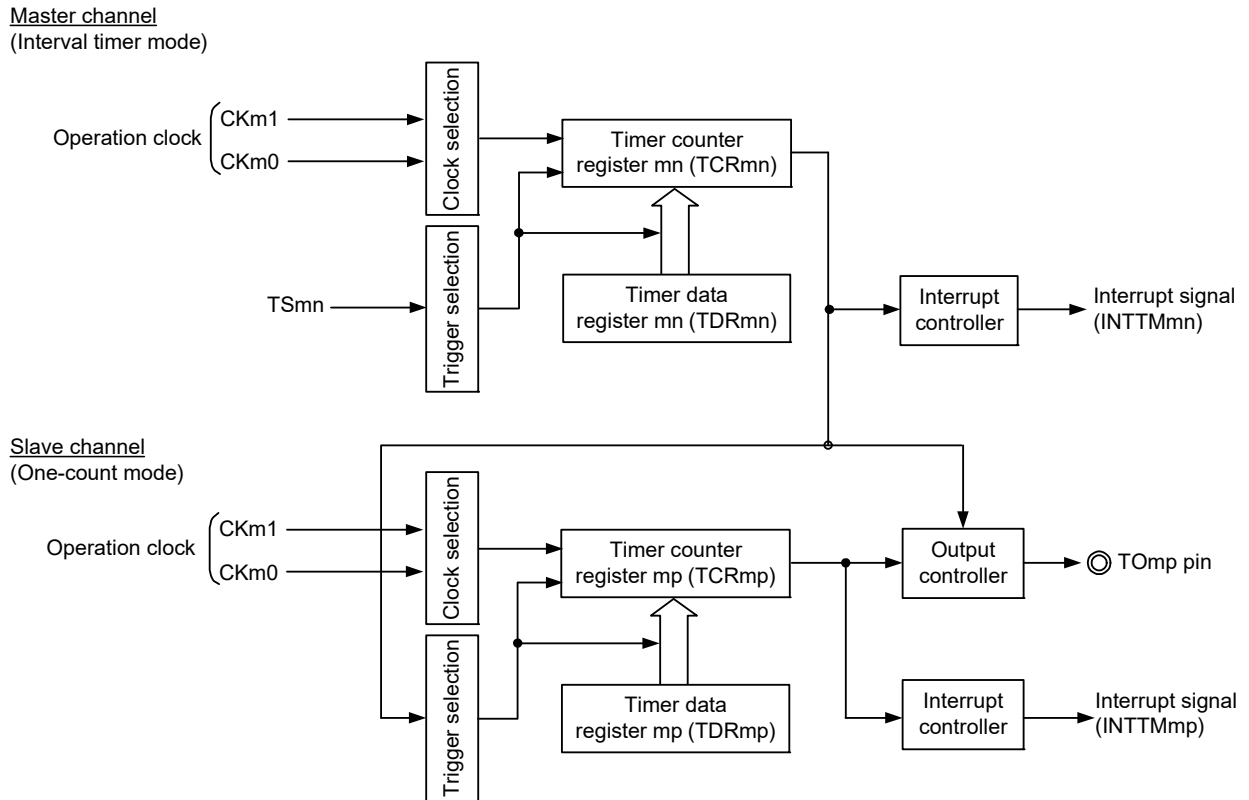 Master channel
(Interval timer mode)
Clock selection
CKm1
Operation clock
CKm0
Timer counter
register mn (TCRmn)
Trigger selection
TSmn
Timer data
register mn (TDRmn)
Interrupt
controller
Interrupt signal
(INTTMmn)
Slave channel
(One-count mode)
Clock selection
CKm1
Operation clock
CKm0
Timer counter
register mp (TCRmp)
Output
controller
TOmp pin
Trigger selection
Timer data
register mp (TDRmp)
Interrupt
controller
Interrupt signal
(INTTMmp)